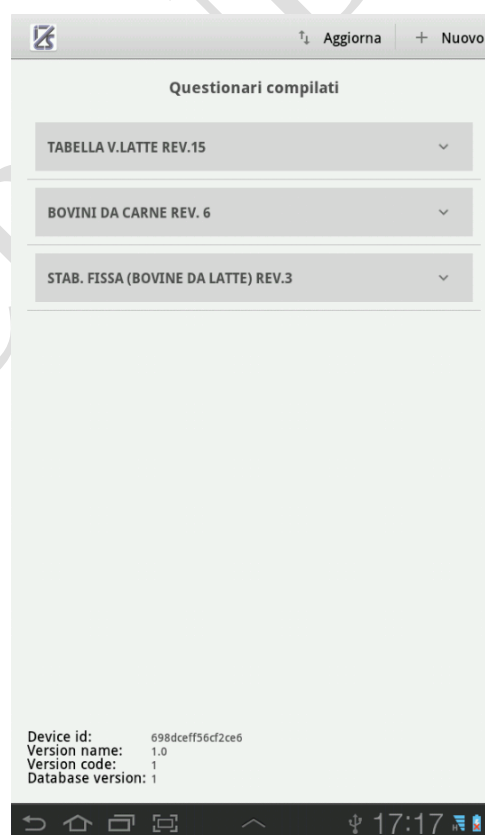 Aggiorna
Nuovo
Questionari compilati
TABELLA V.LATTE REV.15
BOVINI DA CARNE REV. 6
STAB. FISSA (BOVINE DA LATTE) REV.3
Device id: 698dceff56cf2ce6
Version name: 1.0
Version code: 1
Database version: 1
17:17